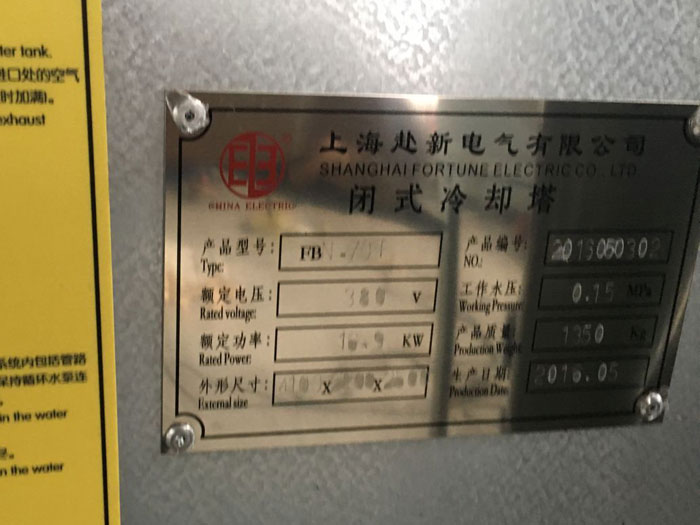 ter tank.
进口处的空气
时加满)。
exhaust
系统内包括管路
保持循环水泵连
in the water
n the water
上海赴新电气有限公司
SHANGHAI FORTUNE ELECTRIC CO., LTD.
CHINA ELECTRIC
闭式冷却塔
产品型号: FB
Type:
产品编号:
NO.:
额定电压: 380 V
Rated voltage:
工作水压: 0.15 MPa
Working Pressure:
额定功率: KW
Rated Power:
产品质量: 1350 Kg
Production Weight:
外形尺寸: X X
External size
生产日期: 2016.05
Production Date: